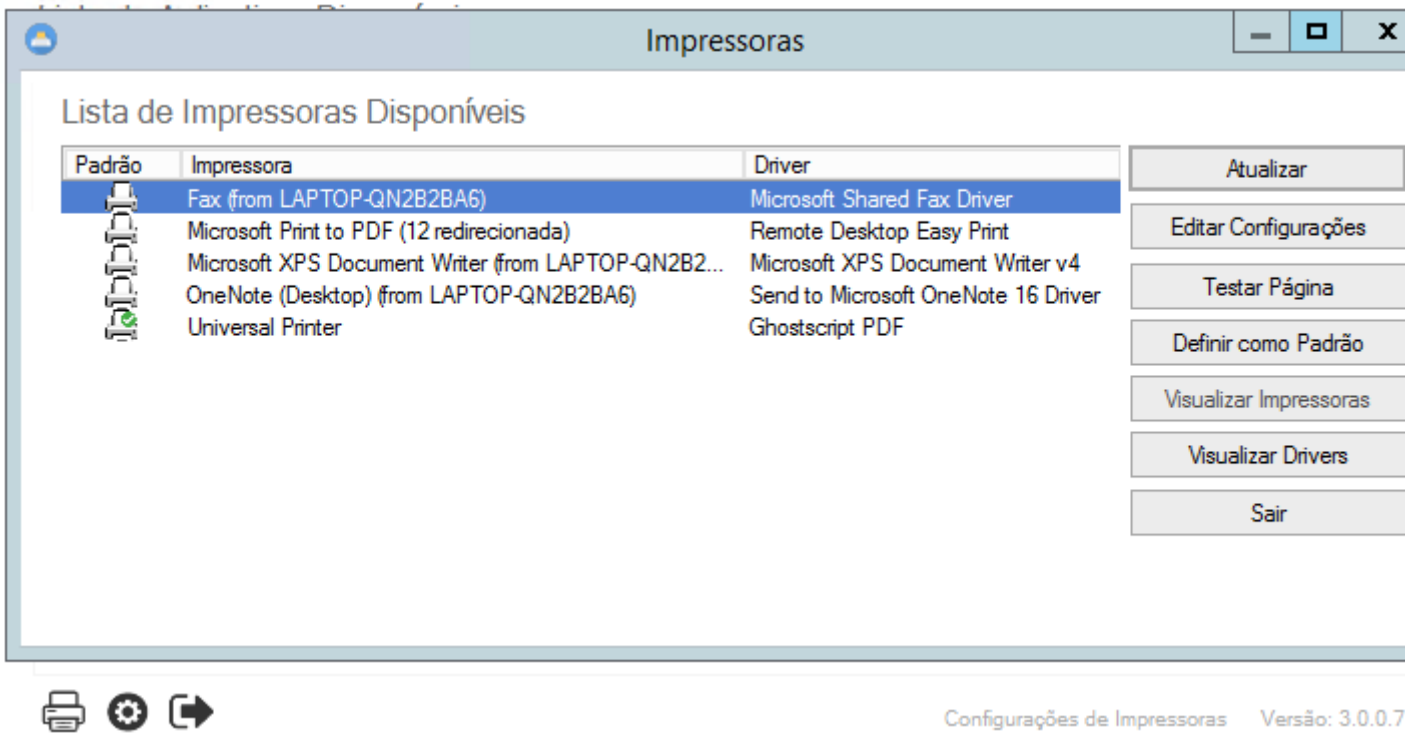 Impressoras
Lista de Impressoras Disponíveis
Padrão Impressora Driver
Fax (from LAPTOP-QN2B2BA6) Microsoft Shared Fax Driver
Microsoft Print to PDF (12 redirecionada) Remote Desktop Easy Print
Microsoft XPS Document Writer (from LAPTOP-QN2B2... Microsoft XPS Document Writer v4
OneNote (Desktop) (from LAPTOP-QN2B2BA6) Send to Microsoft OneNote 16 Driver
Universal Printer Ghostscript PDF
Atualizar
Editar Configurações
Testar Página
Definir como Padrão
Visualizar Impressoras
Visualizar Drivers
Sair
Configurações de Impressoras Versão: 3.0.0.7